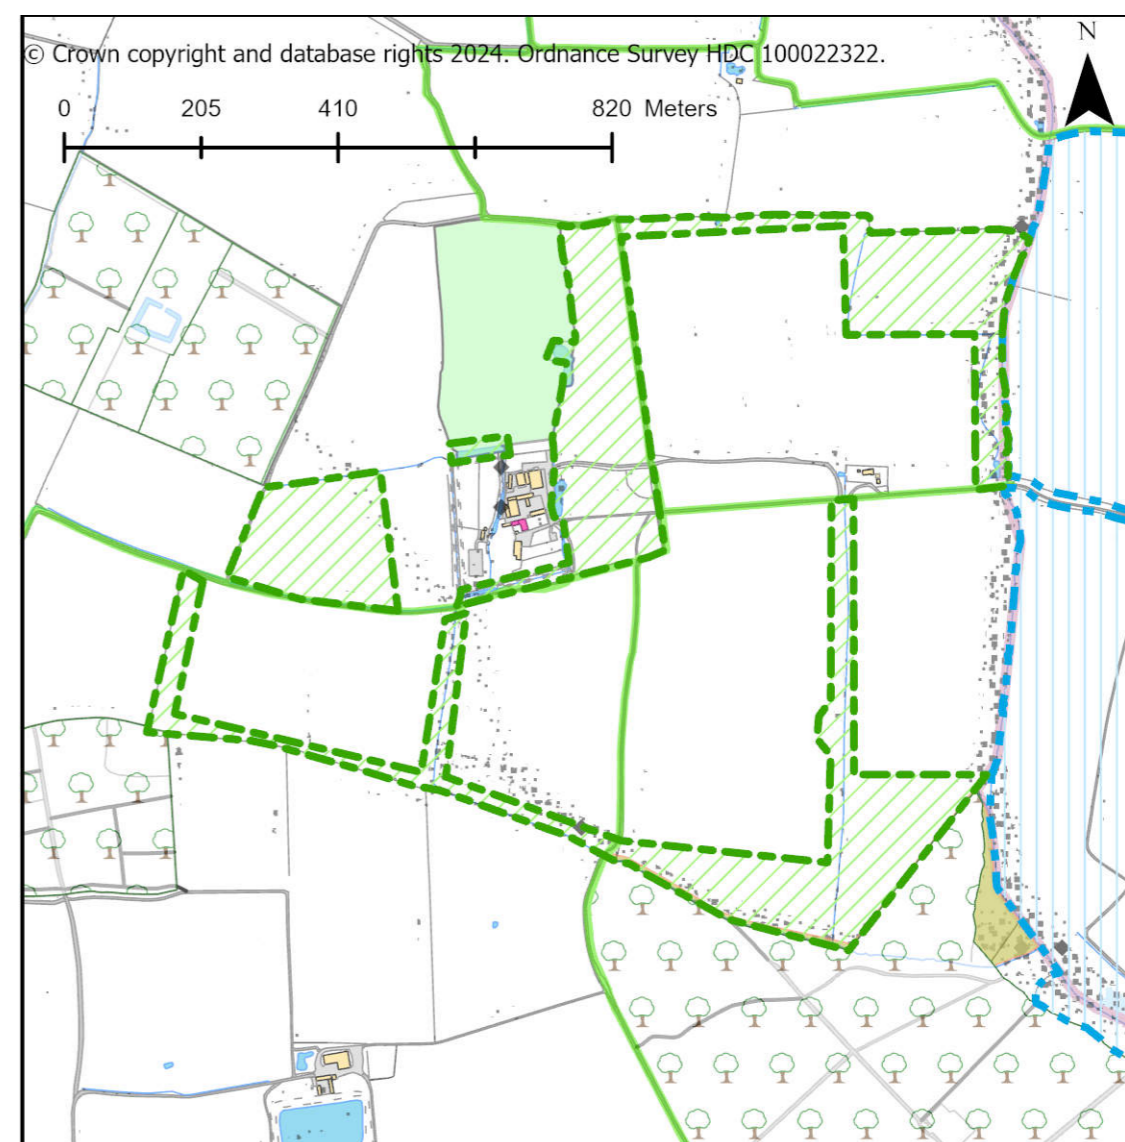 © Crown copyright and database rights 2024. Ordnance Survey HDC 100022322.
N
0 205 410 820 Meters